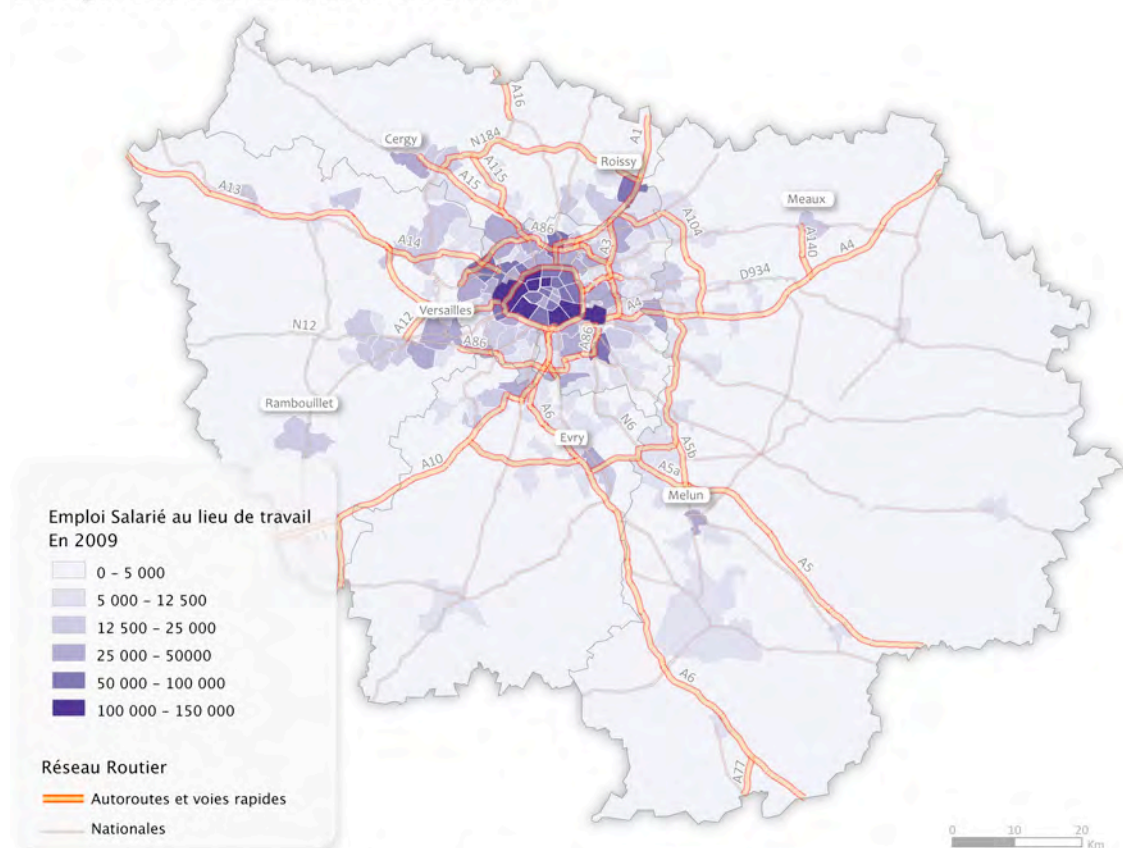 A16
A1
Cergy
N184
Roissy
A115
A15
A13
Meaux
A104
A86
A3
A14
A140
A4
D934
Versailles
A4
N12
A12
A86
A86
Rambouillet
A6
N6
Evry
A10
A5b
A5a
Melun
Emploi Salarié au lieu de travail
En 2009
0 – 5 000
5 000 – 12 500
12 500 – 25 000
25 000 – 50000
50 000 – 100 000
100 000 – 150 000
A5
A6
A77
Réseau Routier
Autoroutes et voies rapides
Nationales
0 10 20
Km